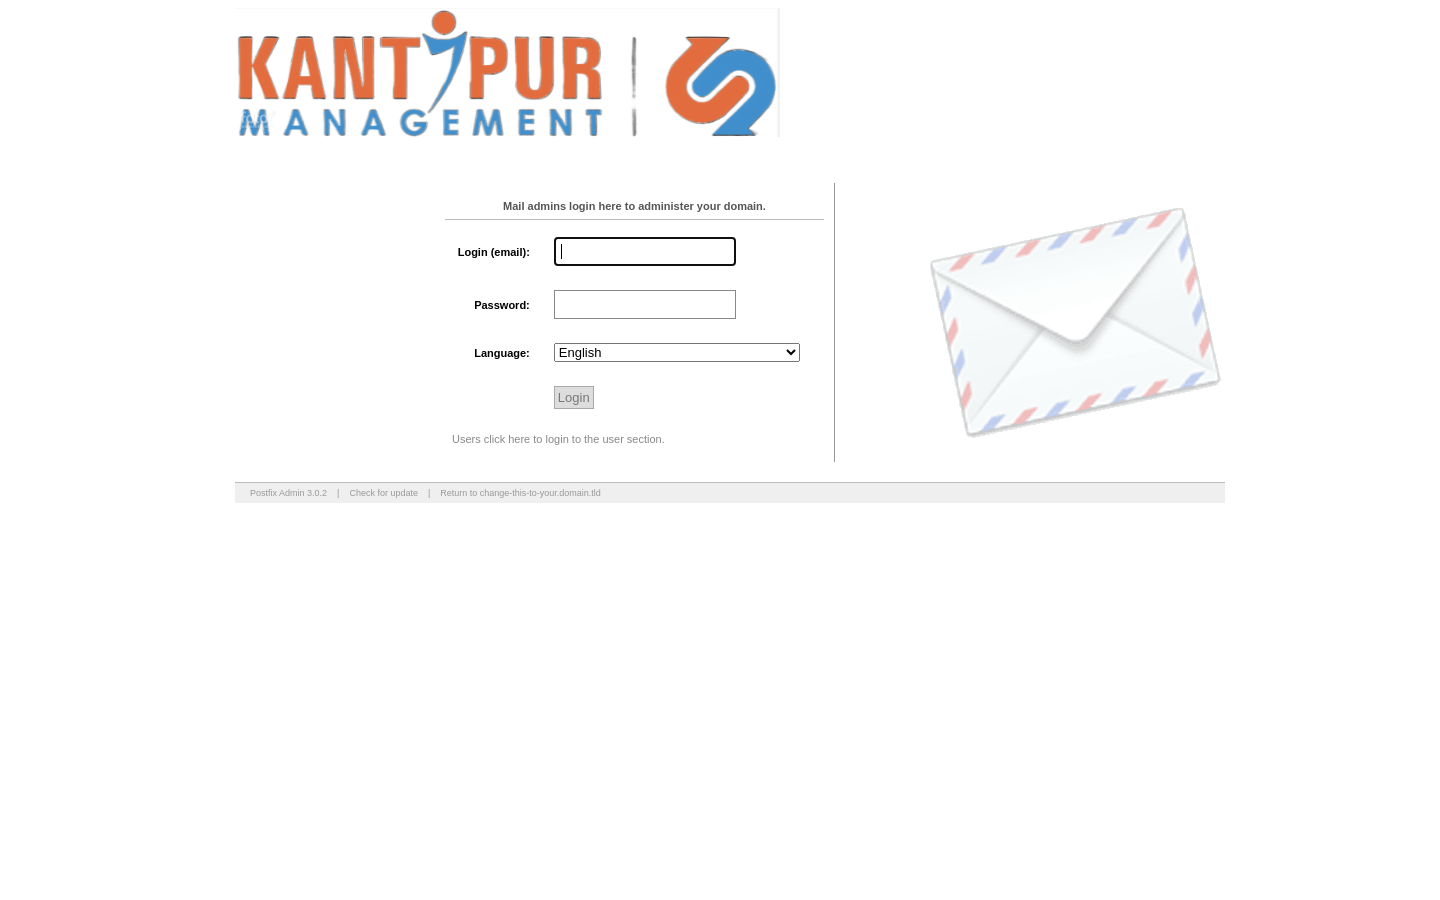 KANTIPUR
MANAGEMENT
Mail admins login here to administer your domain.
Login (email):
Password:
Language: English
Login
Users click here to login to the user section.
Postfix Admin 3.0.2 | Check for update | Return to change-this-to-your.domain.tld